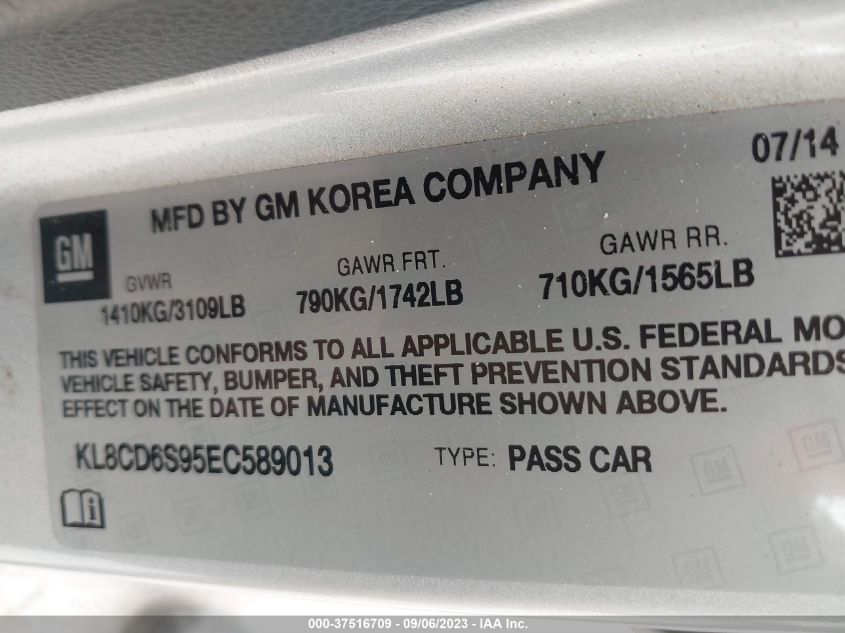 07/14
MFD BY GM KOREA COMPANY
GM
GVWR GAWR FRT. GAWR RR.
1410KG/3109LB 790KG/1742LB 710KG/1565LB
THIS VEHICLE CONFORMS TO ALL APPLICABLE U.S. FEDERAL MO
VEHICLE SAFETY, BUMPER, AND THEFT PREVENTION STANDARDS
EFFECT ON THE DATE OF MANUFACTURE SHOWN ABOVE.
KL8CD6S95EC589013 TYPE: PASS CAR
000-37516709 - 09/06/2023 - IAA Inc.